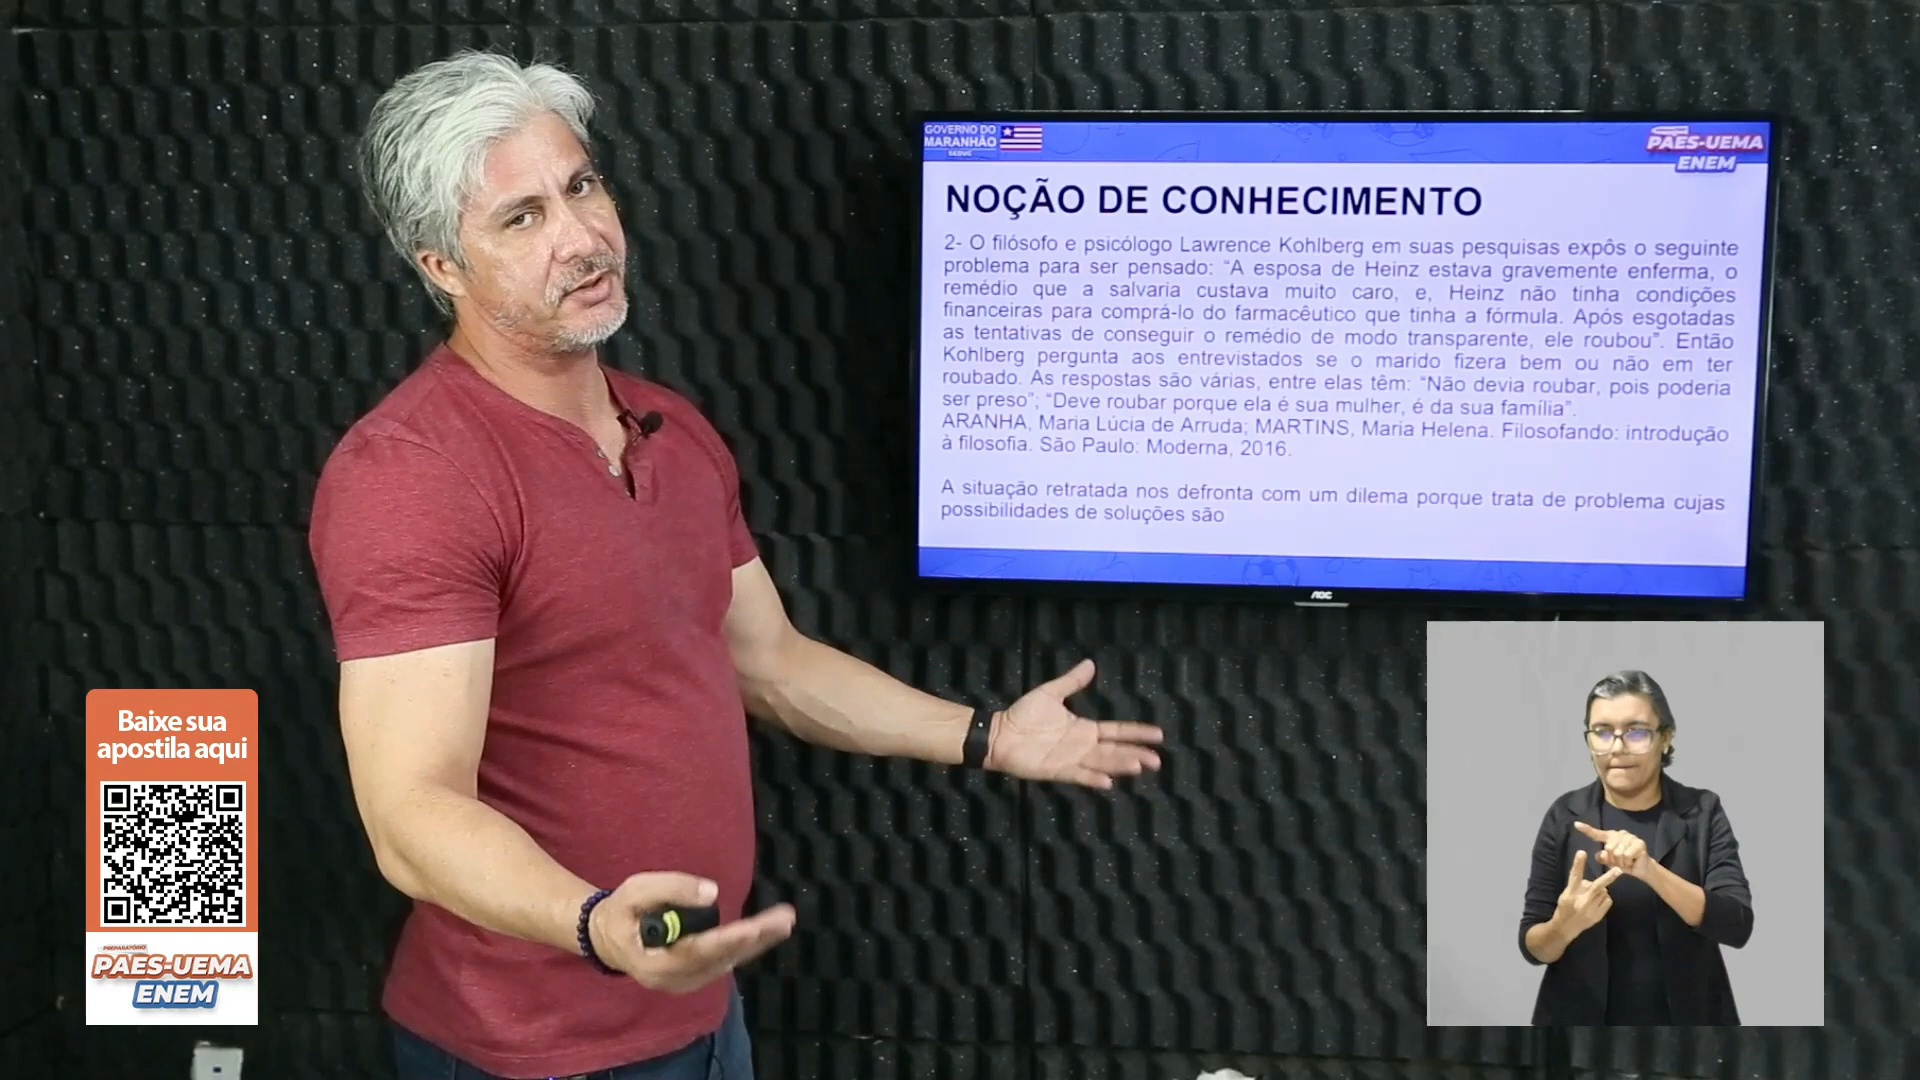 GOVERNO DO
MARANHÃO
SEDUC
PAES-UEMA
ENEM
NOÇÃO DE CONHECIMENTO
2- O filósofo e psicólogo Lawrence Kohlberg em suas pesquisas expôs o seguinte
problema para ser pensado: “A esposa de Heinz estava gravemente enferma, o
remédio que a salvaria custava muito caro, e, Heinz não tinha condições
financeiras para comprá-lo do farmacêutico que tinha a fórmula. Após esgotadas
as tentativas de conseguir o remédio de modo transparente, ele roubou”. Então
Kohlberg pergunta aos entrevistados se o marido fizera bem ou não em ter
roubado. As respostas são várias, entre elas têm: “Não devia roubar, pois poderia
ser preso”; “Deve roubar porque ela é sua mulher, é da sua família”.
ARANHA, Maria Lúcia de Arruda; MARTINS, Maria Helena. Filosofando: introdução
à filosofia. São Paulo: Moderna, 2016.
A situação retratada nos defronta com um dilema porque trata de problema cujas
possibilidades de soluções são
AOC
Baixe sua
apostila aqui
PREPARATÓRIO
PAES-UEMA
ENEM